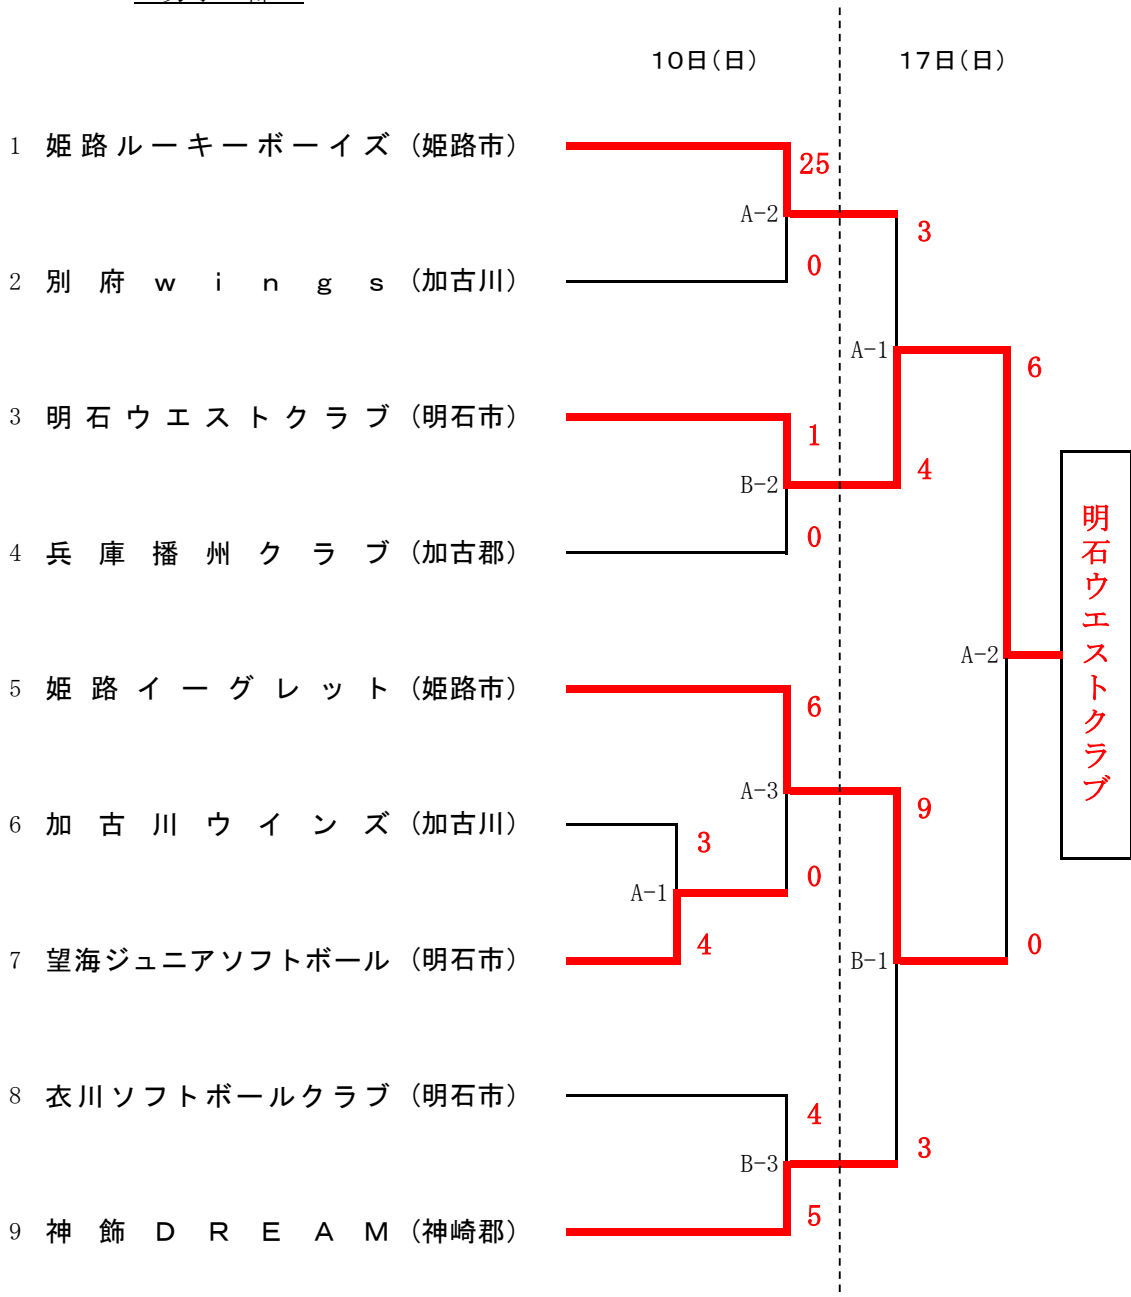 10日(日) 17日(日)
1 姫路ルーキーボーイズ (姫路市)
25
A-2
3
0
2 別府ｗｉｎｇｓ (加古川)
A-1
6
3 明石ウエストクラブ (明石市)
1
4
B-2
0
4 兵庫播州クラブ (加古郡)
明石ウエストクラブ
A-2
5 姫路イーグレット (姫路市)
6
A-3
9
6 加古川ウインズ (加古川)
3
0
A-1
4
0
7 望海ジュニアソフトボール (明石市)
B-1
8 衣川ソフトボールクラブ (明石市)
4
3
B-3
5
9 神飾ＤＲＥＡＭ (神崎郡)